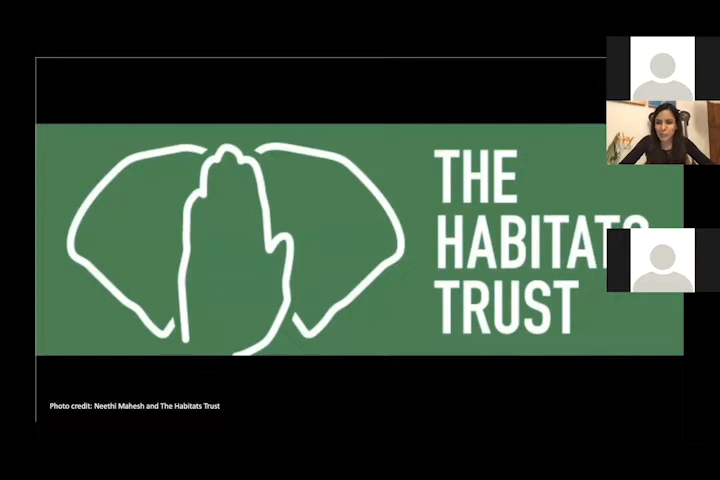 THE
HABITATS
TRUST
Photo credit: Neethi Mahesh and The Habitats Trust